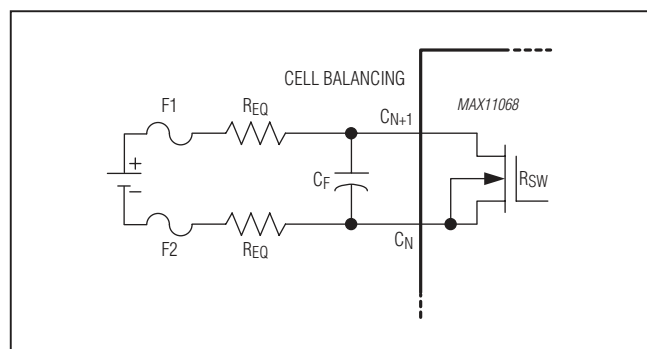 CELL BALANCING
F1
REQ
CN+1
MAX11068
+
−
CF
RSW
F2
REQ
CN